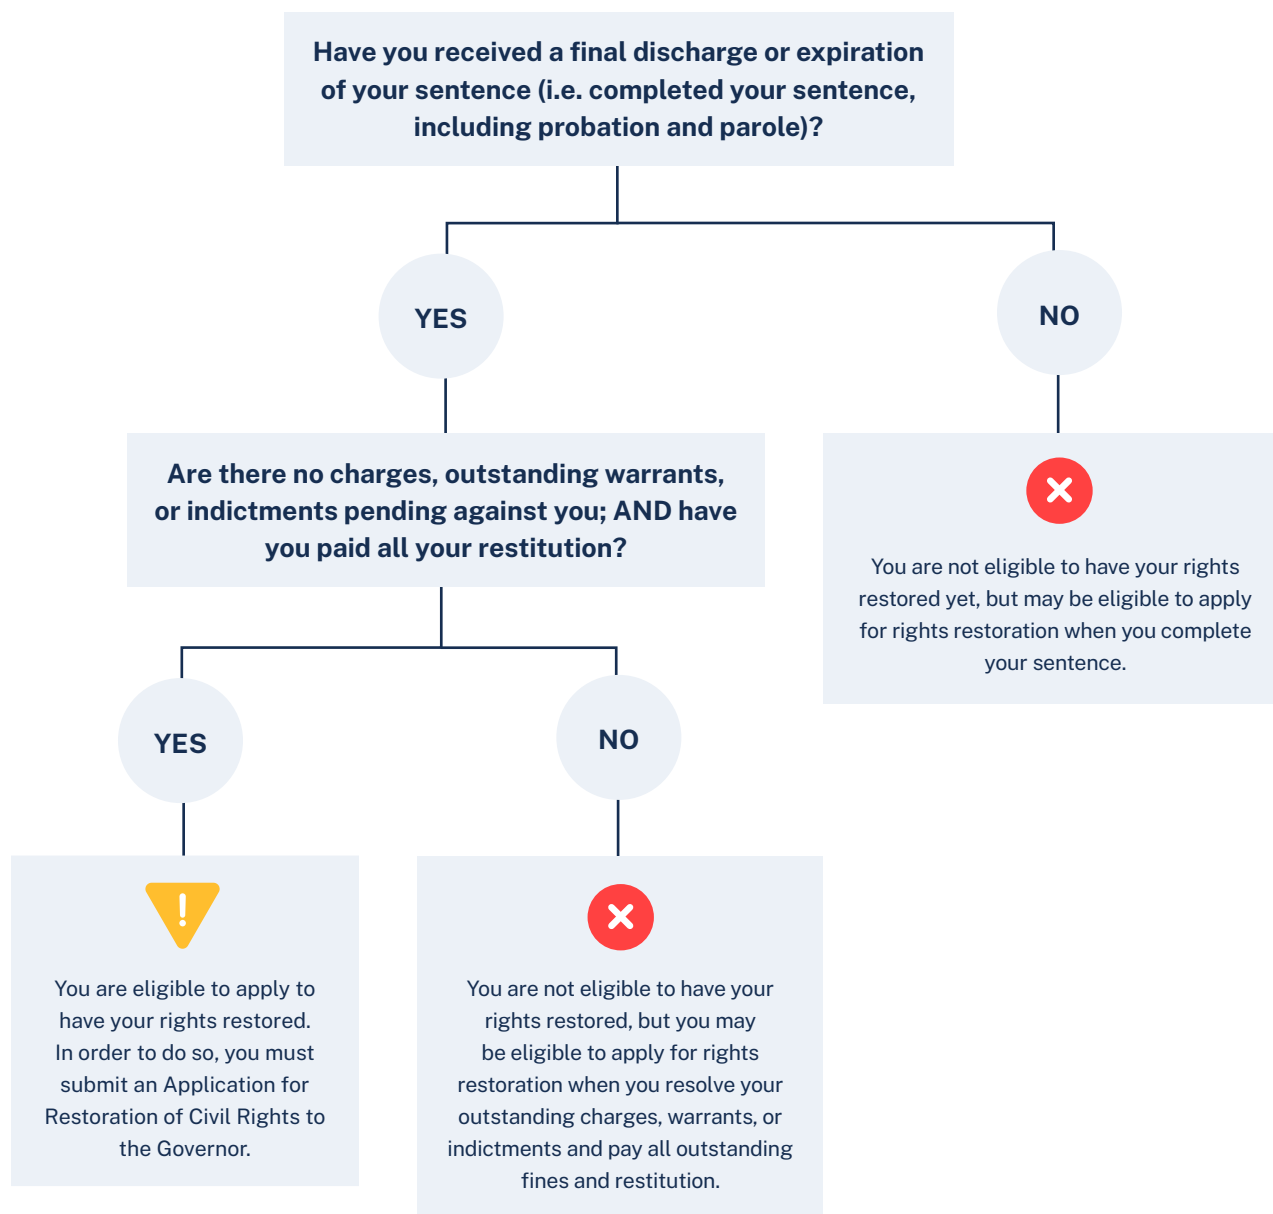 Have you received a final discharge or expiration
of your sentence (i.e. completed your sentence,
including probation and parole)?
YES
NO
Are there no charges, outstanding warrants,
or indictments pending against you; AND have
you paid all your restitution?
You are not eligible to have your rights
restored yet, but may be eligible to apply
for rights restoration when you complete
your sentence.
YES
NO
You are eligible to apply to
have your rights restored.
In order to do so, you must
submit an Application for
Restoration of Civil Rights to
the Governor.
You are not eligible to have your
rights restored, but you may
be eligible to apply for rights
restoration when you resolve your
outstanding charges, warrants, or
indictments and pay all outstanding
fines and restitution.